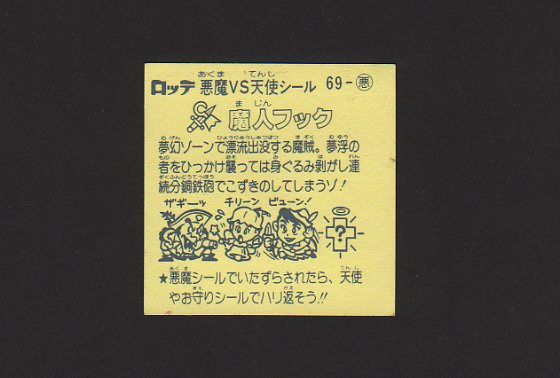 ロッテ 悪魔VS天使シール 69-悪
魔人フック
夢幻ゾーンで漂流出没する魔賊。夢浮の
者をひっかけ襲っては身ぐるみ剝がし連
続分鋼鉄砲でこずきのしてしまうゾ!
ザギーッ チリーン ビューン!
?
★悪魔シールでいたずらされたら、天使
やお守りシールでハリ返そう!!